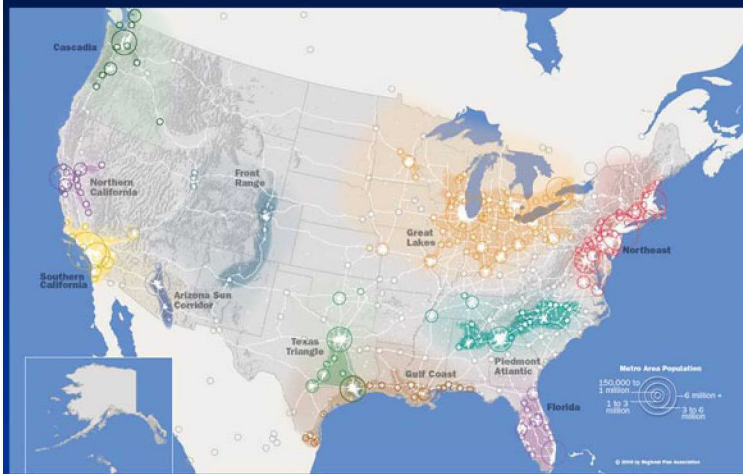 Cascadia
Northern
California
Front
Range
Great
Lakes
Northeast
Southern
California
Arizona Sun
Corridor
Texas
Triangle
Gulf Coast
Piedmont
Atlantic
Florida
Metro Area Population
150,000 to
1 million
1 to 3
million
6 million +
3 to 6
million
by Regional Plan Association